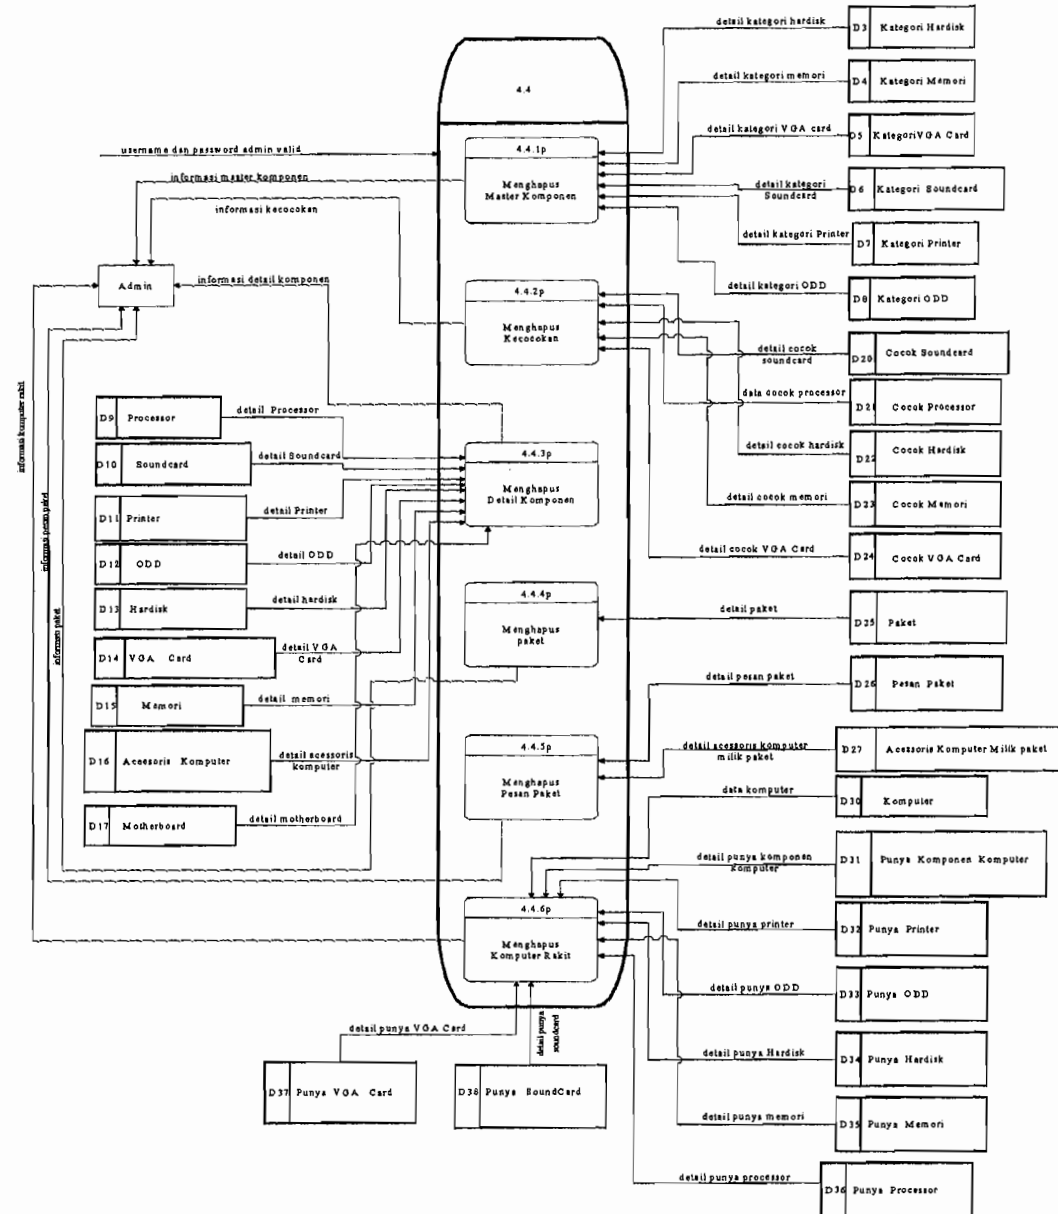 detail kategori hardisk
D3 Kategori Hardisk
4.4
detail kategori memori
D4 Kategori Memori
detail kategori VGA card
D5 KategoriVGA Card
username dan password admin valid
4.4.1p
Menghapus
Master Komponen
informasi master komponen
detail kategori
Soundcard
D6 Kategori Soundcard
informasi kecocokan
detail kategori Printer
D7 Kategori Printer
Admin
informasi detail komponen
detail kategori ODD
D8 Kategori ODD
4.4.2p
Menghapus
Kecocokan
detail cocok
soundcard
D20 Cocok Soundcard
data cocok processor
D21 Cocok Processor
informasi komputer rakit
informasi pesan paket
informasi paket
D9 Processor
detail Processor
detail cocok hardisk
D22 Cocok Hardisk
D10 Soundcard
detail Soundcard
4.4.3p
Menghapus
Detail Komponen
detail cocok memori
D23 Cocok Memori
D11 Printer
detail Printer
detail cocok VGA Card
D24 Cocok VGA Card
D12 ODD
detail ODD
D13 Hardisk
detail hardisk
4.4.4p
Menghapus
paket
detail paket
D25 Paket
D14 VGA Card
detail VGA
Card
detail pesan paket
D26 Pesan Paket
D15 Memori
detail memori
D16 Acessoris Komputer
detail acessoris
komputer
4.4.5p
Menghapus
Pesan Paket
detail acessoris komputer
milik paket
D27 Acessoris Komputer Milik paket
data komputer
D30 Komputer
D17 Motherboard
detail motherboard
detail punya komponen
Komputer
D31 Punya Komponen Komputer
4.4.6p
Menghapus
Komputer Rakit
detail punya printer
D32 Punya Printer
detail punya ODD
D33 Punya ODD
detail punya VGA Card
detail punya
soundcard
detail punya Hardisk
D34 Punya Hardisk
D37 Punya VGA Card
D38 Punya SoundCard
detail punya memori
D35 Punya Memori
detail punya processor
D36 Punya Processor